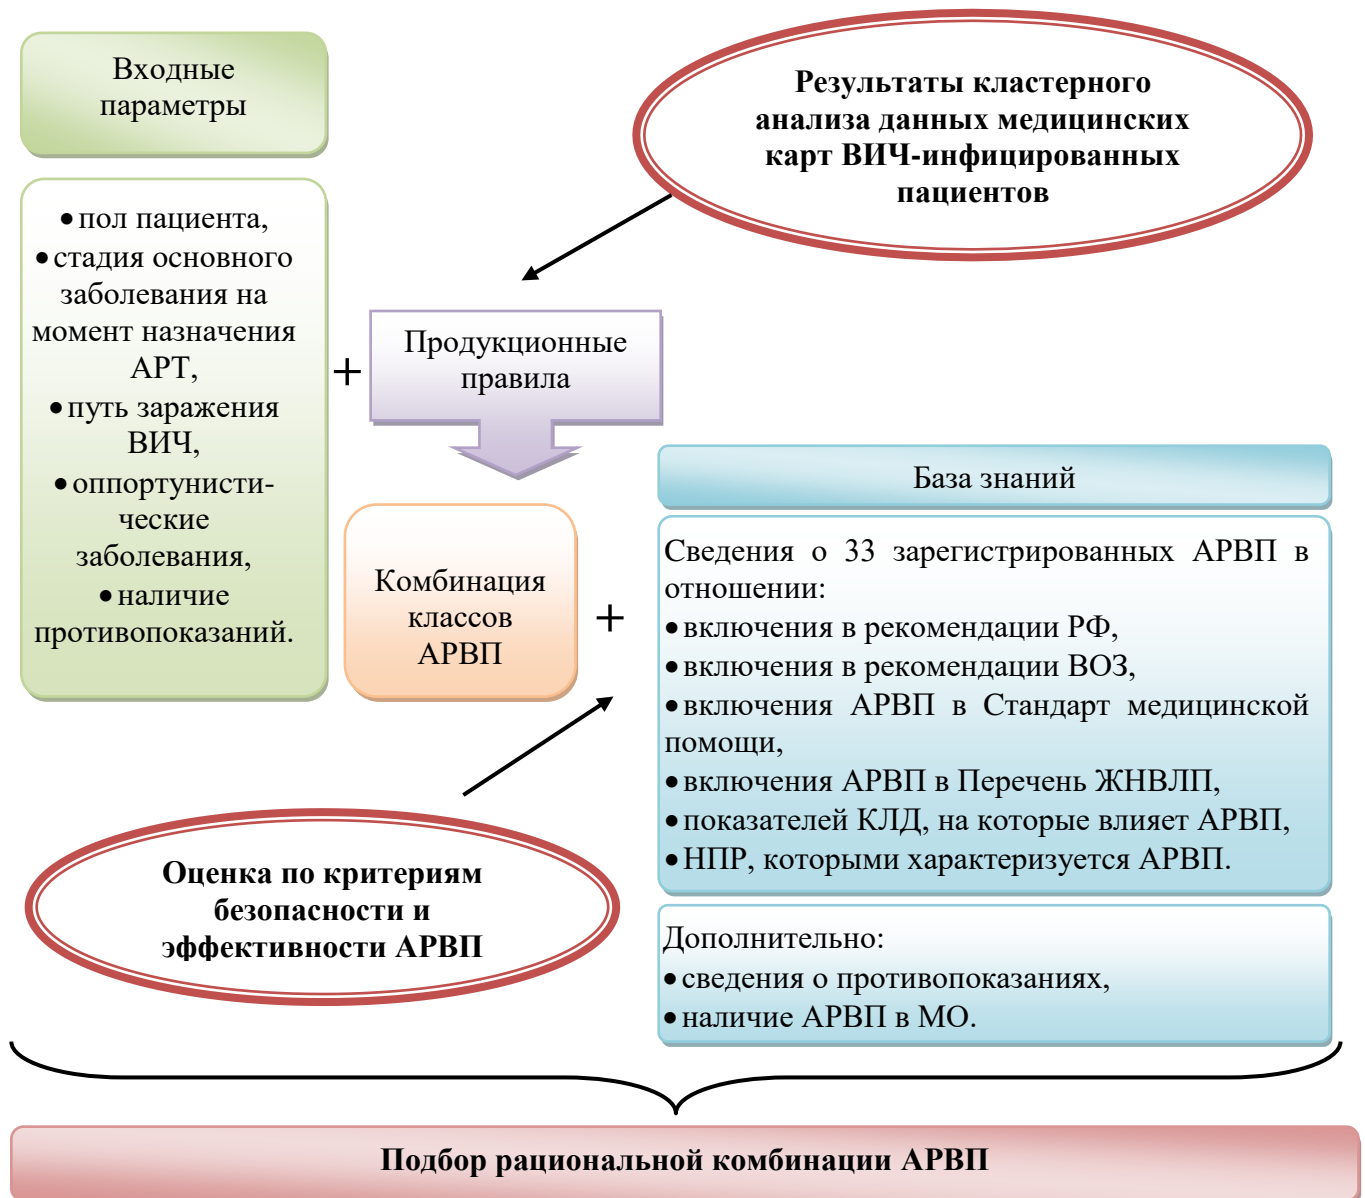 Входные
параметры
Результаты кластерного
анализа данных медицинских
карт ВИЧ-инфицированных
пациентов
• пол пациента,
• стадия основного
заболевания на
момент назначения
АРТ,
• путь заражения
ВИЧ,
• оппортунисти-
ческие
заболевания,
• наличие
противопоказаний.
+
Продукционные
правила
Комбинация
классов
АРВП
+
База знаний
Сведения о 33 зарегистрированных АРВП в
отношении:
• включения в рекомендации РФ,
• включения в рекомендации ВОЗ,
• включения АРВП в Стандарт медицинской
помощи,
• включения АРВП в Перечень ЖНВЛП,
• показателей КЛД, на которые влияет АРВП,
• НПР, которыми характеризуется АРВП.
Оценка по критериям
безопасности и
эффективности АРВП
Дополнительно:
• сведения о противопоказаниях,
• наличие АРВП в МО.
Подбор рациональной комбинации АРВП